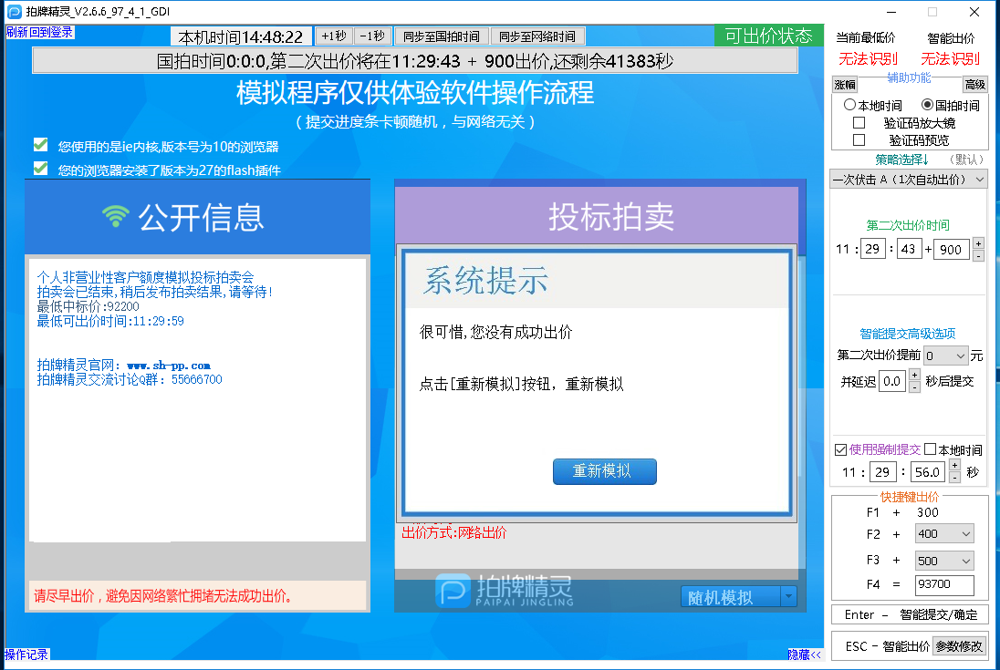 拍牌精灵_V2.6.6_97_4_1_GDI
刷新 回到登录
本机时间14:48:22
+1秒 -1秒 同步至国拍时间 同步至网络时间
可出价状态
国拍时间0:0:0,第二次出价将在11:29:43 + 900出价,还剩余41383秒
模拟程序仅供体验软件操作流程
（提交进度条卡顿随机，与网络无关）
您使用的是ie内核,版本号为10的浏览器
您的浏览器安装了版本为27的flash插件
公开信息
个人非营业性客户额度模拟投标拍卖会
拍卖会已结束,稍后发布拍卖结果,请等待!
最低中标价:92200
最低可出价时间:11:29:59
拍牌精灵官网: www.sh-pp.com
拍牌精灵交流讨论Q群: 55666700
请尽早出价，避免因网络繁忙拥堵无法成功出价。
操作记录
投标拍卖
系统提示
很可惜,您没有成功出价
点击[重新模拟]按钮，重新模拟
重新模拟
出价方式:网络出价
拍牌精灵
PAIPAI JINGLING
随机模拟
隐藏<<
当前最低价 智能出价
无法识别 无法识别
辅助功能
涨幅 高级
本地时间 国拍时间
验证码放大镜
验证码预览
策略选择↓ （默认）
一次伏击 A（1次自动出价）
第二次出价时间
11 : 29 : 43 + 900 + -
智能提交高级选项
第二次出价提前 0 元
并延迟 0.0 + - 秒后提交
使用强制提交 本地时间
11 : 29 : 56.0 + - 秒
快捷键出价
F1 + 300
F2 + 400
F3 + 500
F4 = 93700
Enter - 智能提交/确定
ESC - 智能出价 参数修改